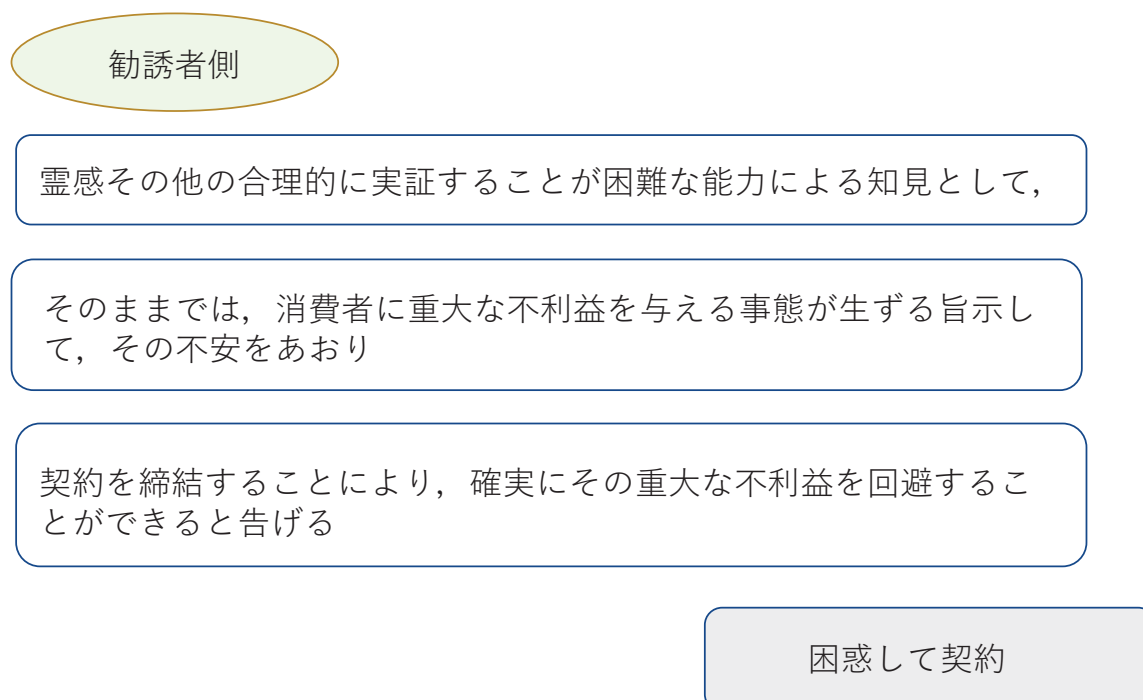 勧誘者側
霊感その他の合理的に実証することが困難な能力による知見として，
そのままでは，消費者に重大な不利益を与える事態が生ずる旨示し
て，その不安をあおり
契約を締結することにより，確実にその重大な不利益を回避するこ
とができると告げる
困惑して契約